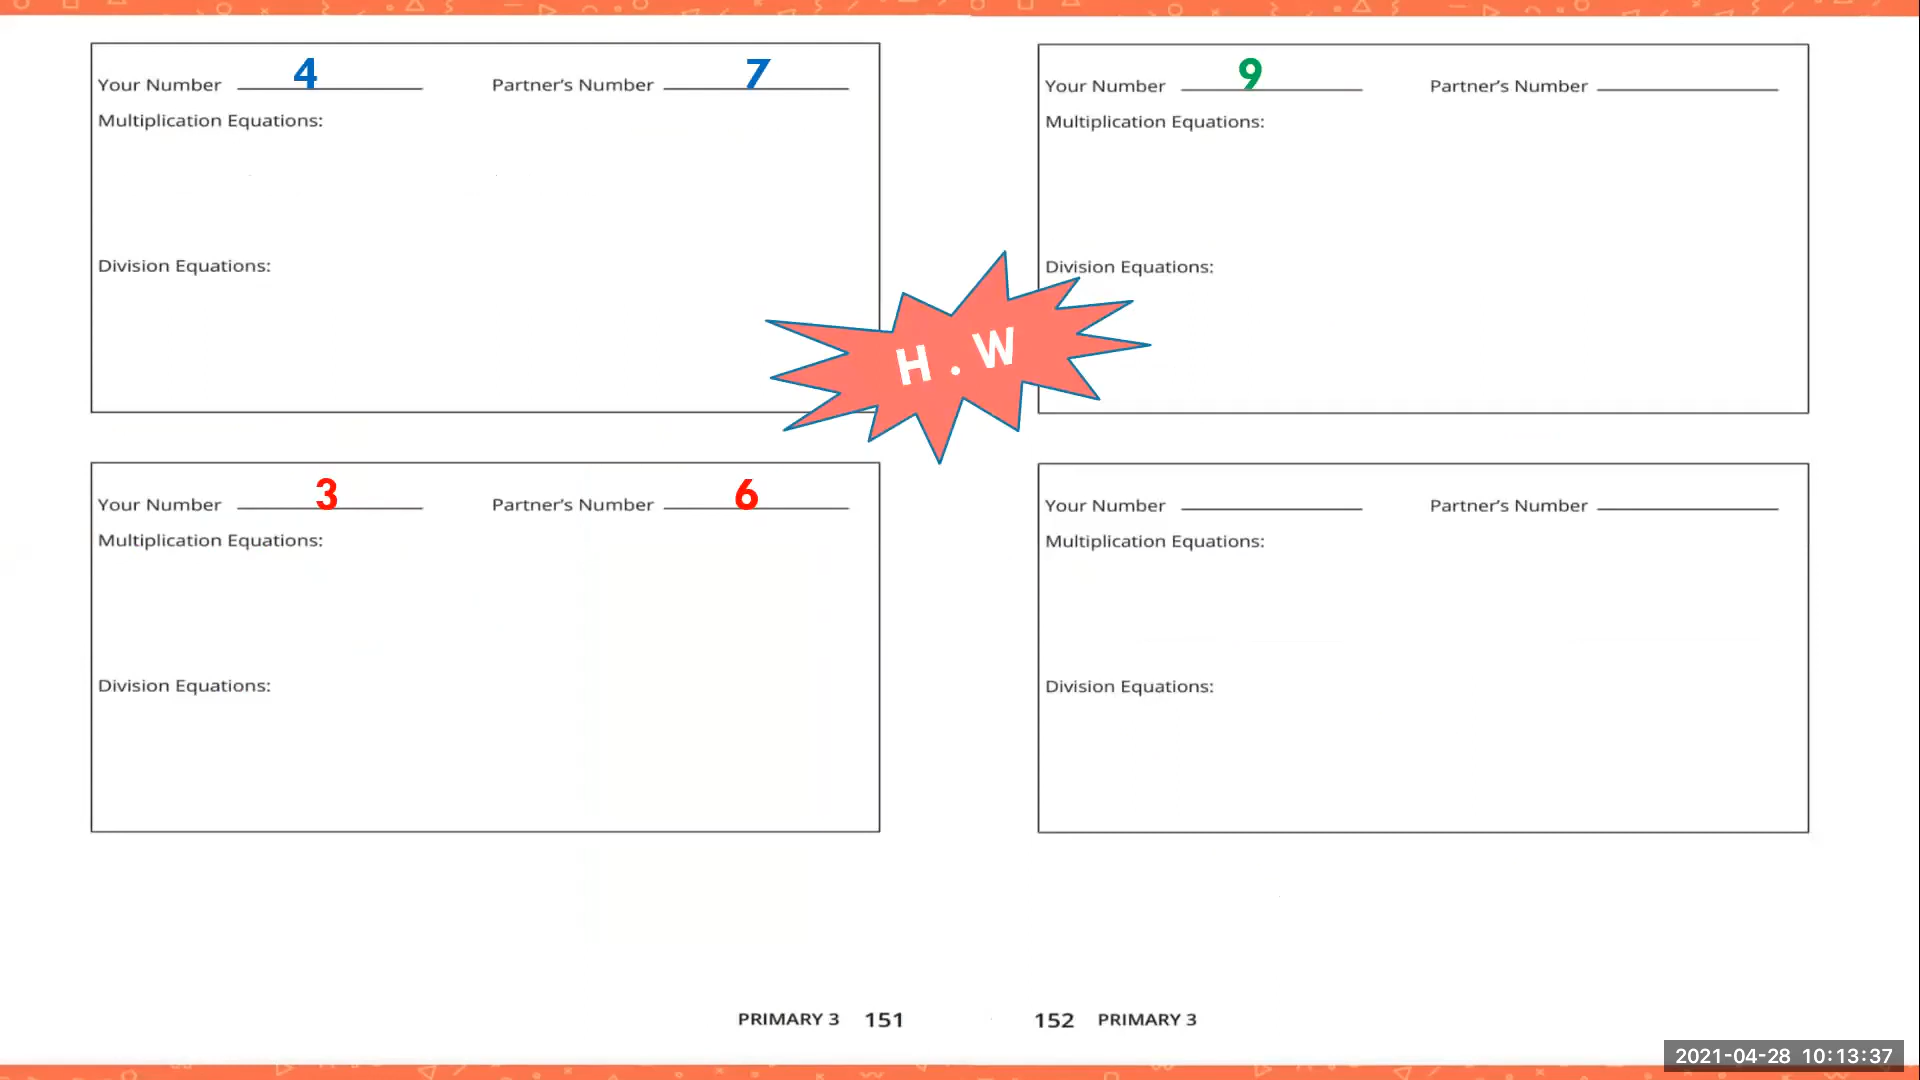 Your Number 4 Partner's Number 7
Multiplication Equations:
Division Equations:
Your Number 9 Partner's Number
Multiplication Equations:
Division Equations:
H . W
Your Number 3 Partner's Number 6
Multiplication Equations:
Division Equations:
Your Number Partner's Number
Multiplication Equations:
Division Equations:
PRIMARY 3 151
152 PRIMARY 3
2021-04-28 10:13:37